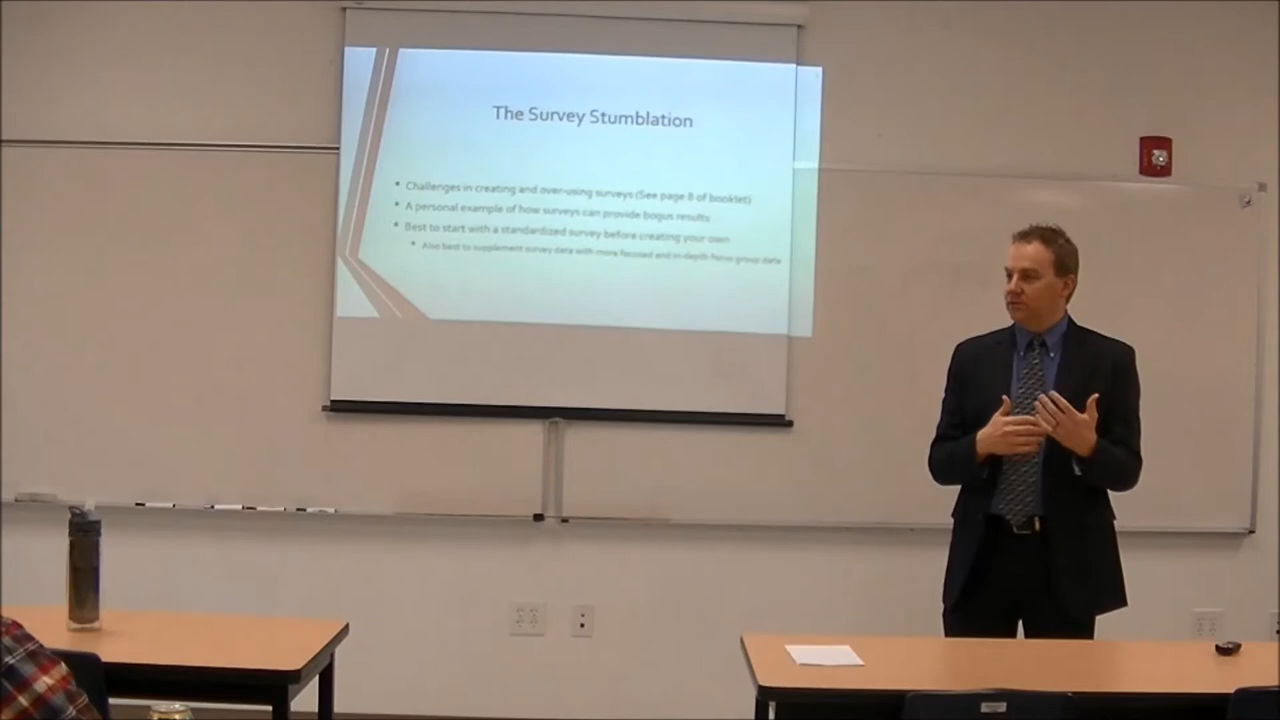 The Survey Stumblation
Challenges in creating and over-using surveys (See page 8 of booklet)
A personal example of how surveys can provide bogus results
Best to start with a standardized survey before creating your own
Also best to supplement survey data with more focused and in-depth focus group data